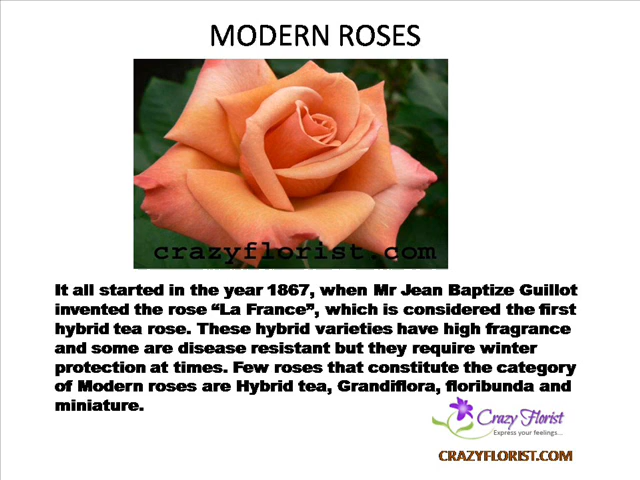 MODERN ROSES
crazyflorist.com
It all started in the year 1867, when Mr Jean Baptize Guillot
invented the rose “La France”, which is considered the first
hybrid tea rose. These hybrid varieties have high fragrance
and some are disease resistant but they require winter
protection at times. Few roses that constitute the category
of Modern roses are Hybrid tea, Grandiflora, floribunda and
miniature.
Crazy Florist
Express your feelings...
CRAZYFLORIST.COM